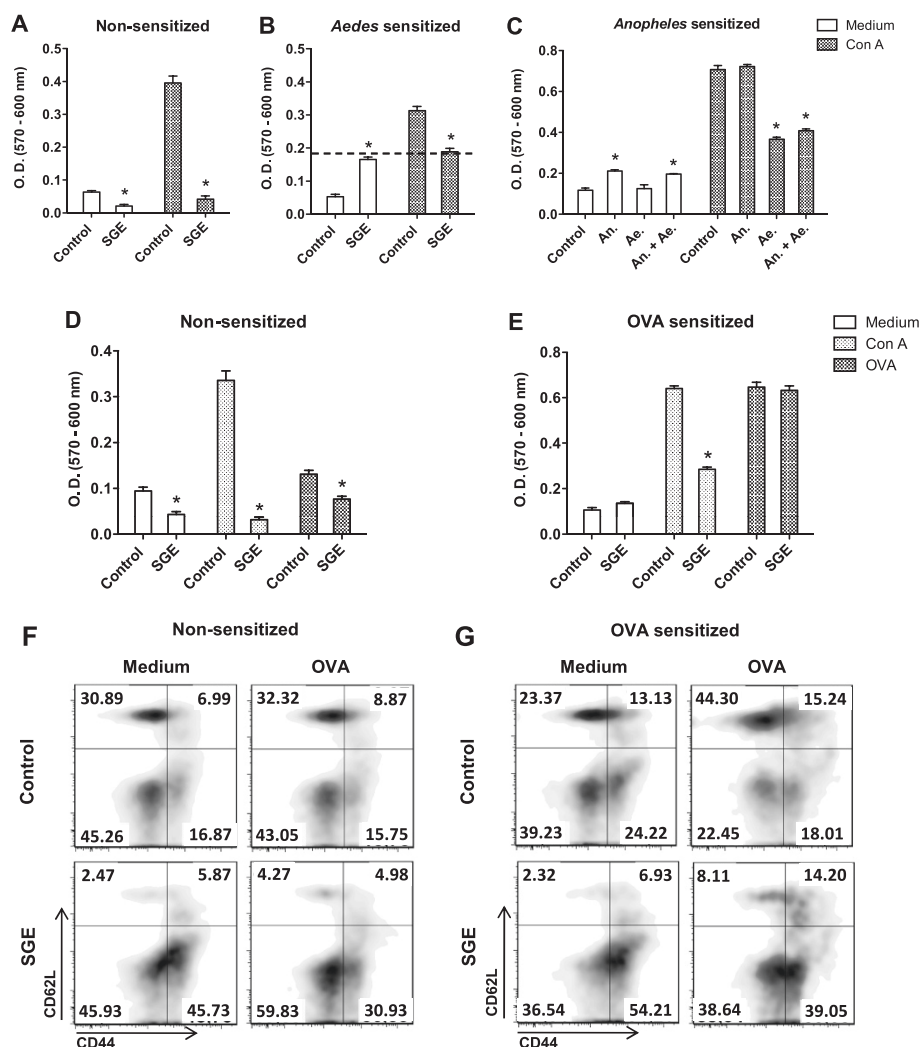 A
Non-sensitized
O. D. (570 - 600 nm)
0.5
0.4
0.3
0.2
0.1
0.0
*
*
Control
SGE
Control
SGE
B
Aedes sensitized
O. D. (570 - 600 nm)
0.5
0.4
0.3
0.2
0.1
0.0
*
*
Control
SGE
Control
SGE
C
Anopheles sensitized
O. D. (570 - 600 nm)
0.8
0.6
0.4
0.2
0.0
*
*
*
*
Control
An.
Ae.
An. + Ae.
Control
An.
Ae.
An. + Ae.
Medium
Con A
D
Non-sensitized
O. D. (570 - 600 nm)
0.4
0.3
0.2
0.1
0.0
*
*
*
Control
SGE
Control
SGE
Control
SGE
E
OVA sensitized
O. D. (570 - 600 nm)
0.8
0.6
0.4
0.2
0.0
*
Control
SGE
Control
SGE
Control
SGE
Medium
Con A
OVA
F
Non-sensitized
Medium
OVA
Control
30.89 6.99
45.26 16.87
32.32 8.87
43.05 15.75
SGE
2.47 5.87
45.93 45.73
4.27 4.98
59.83 30.93
CD62L
CD44
G
OVA sensitized
Medium
OVA
Control
23.37 13.13
39.23 24.22
44.30 15.24
22.45 18.01
SGE
2.32 6.93
36.54 54.21
8.11 14.20
38.64 39.05
CD62L
CD44